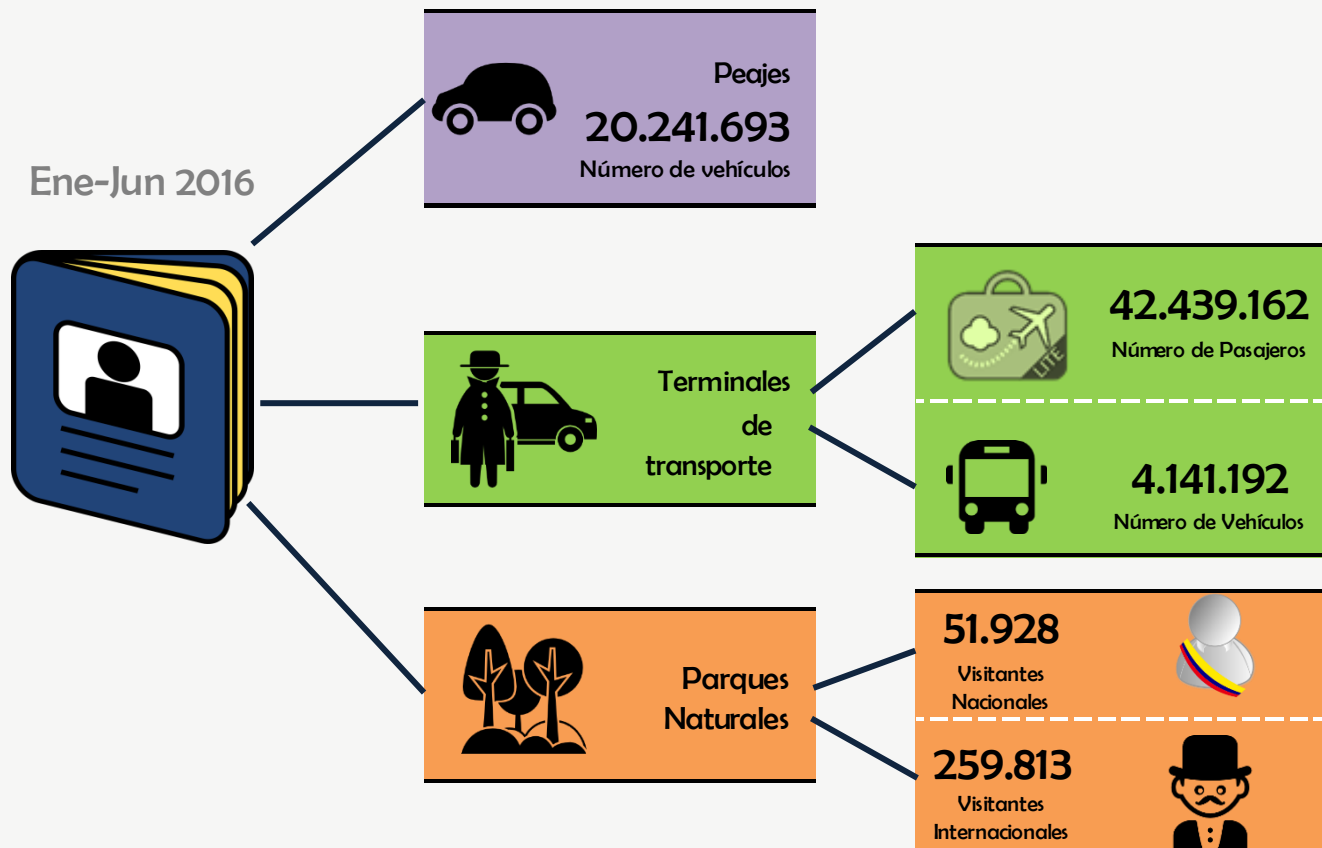 Ene-Jun 2016
Peajes
20.241.693
Número de vehículos
Terminales
de
transporte
42.439.162
Número de Pasajeros
LITE
4.141.192
Número de Vehículos
Parques
Naturales
51.928
Visitantes
Nacionales
259.813
Visitantes
Internacionales